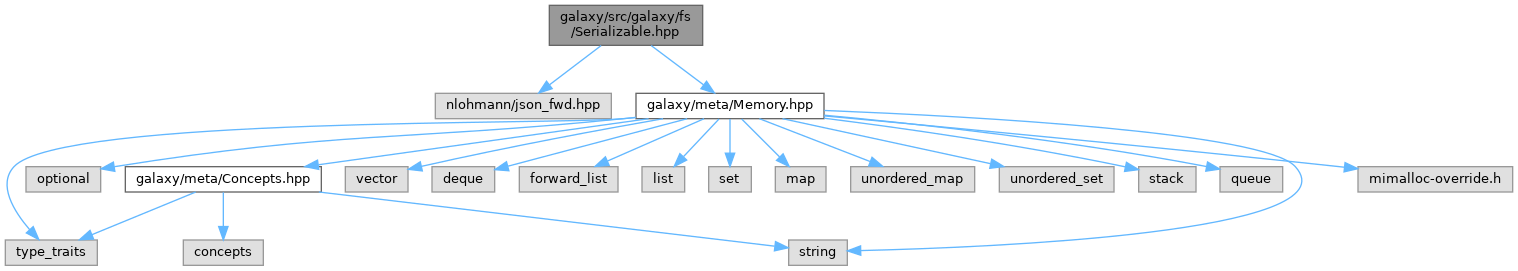 galaxy/src/galaxy/fs
/Serializable.hpp
nlohmann/json_fwd.hpp
galaxy/meta/Memory.hpp
optional
galaxy/meta/Concepts.hpp
vector
deque
forward_list
list
set
map
unordered_map
unordered_set
stack
queue
mimalloc-override.h
type_traits
concepts
string